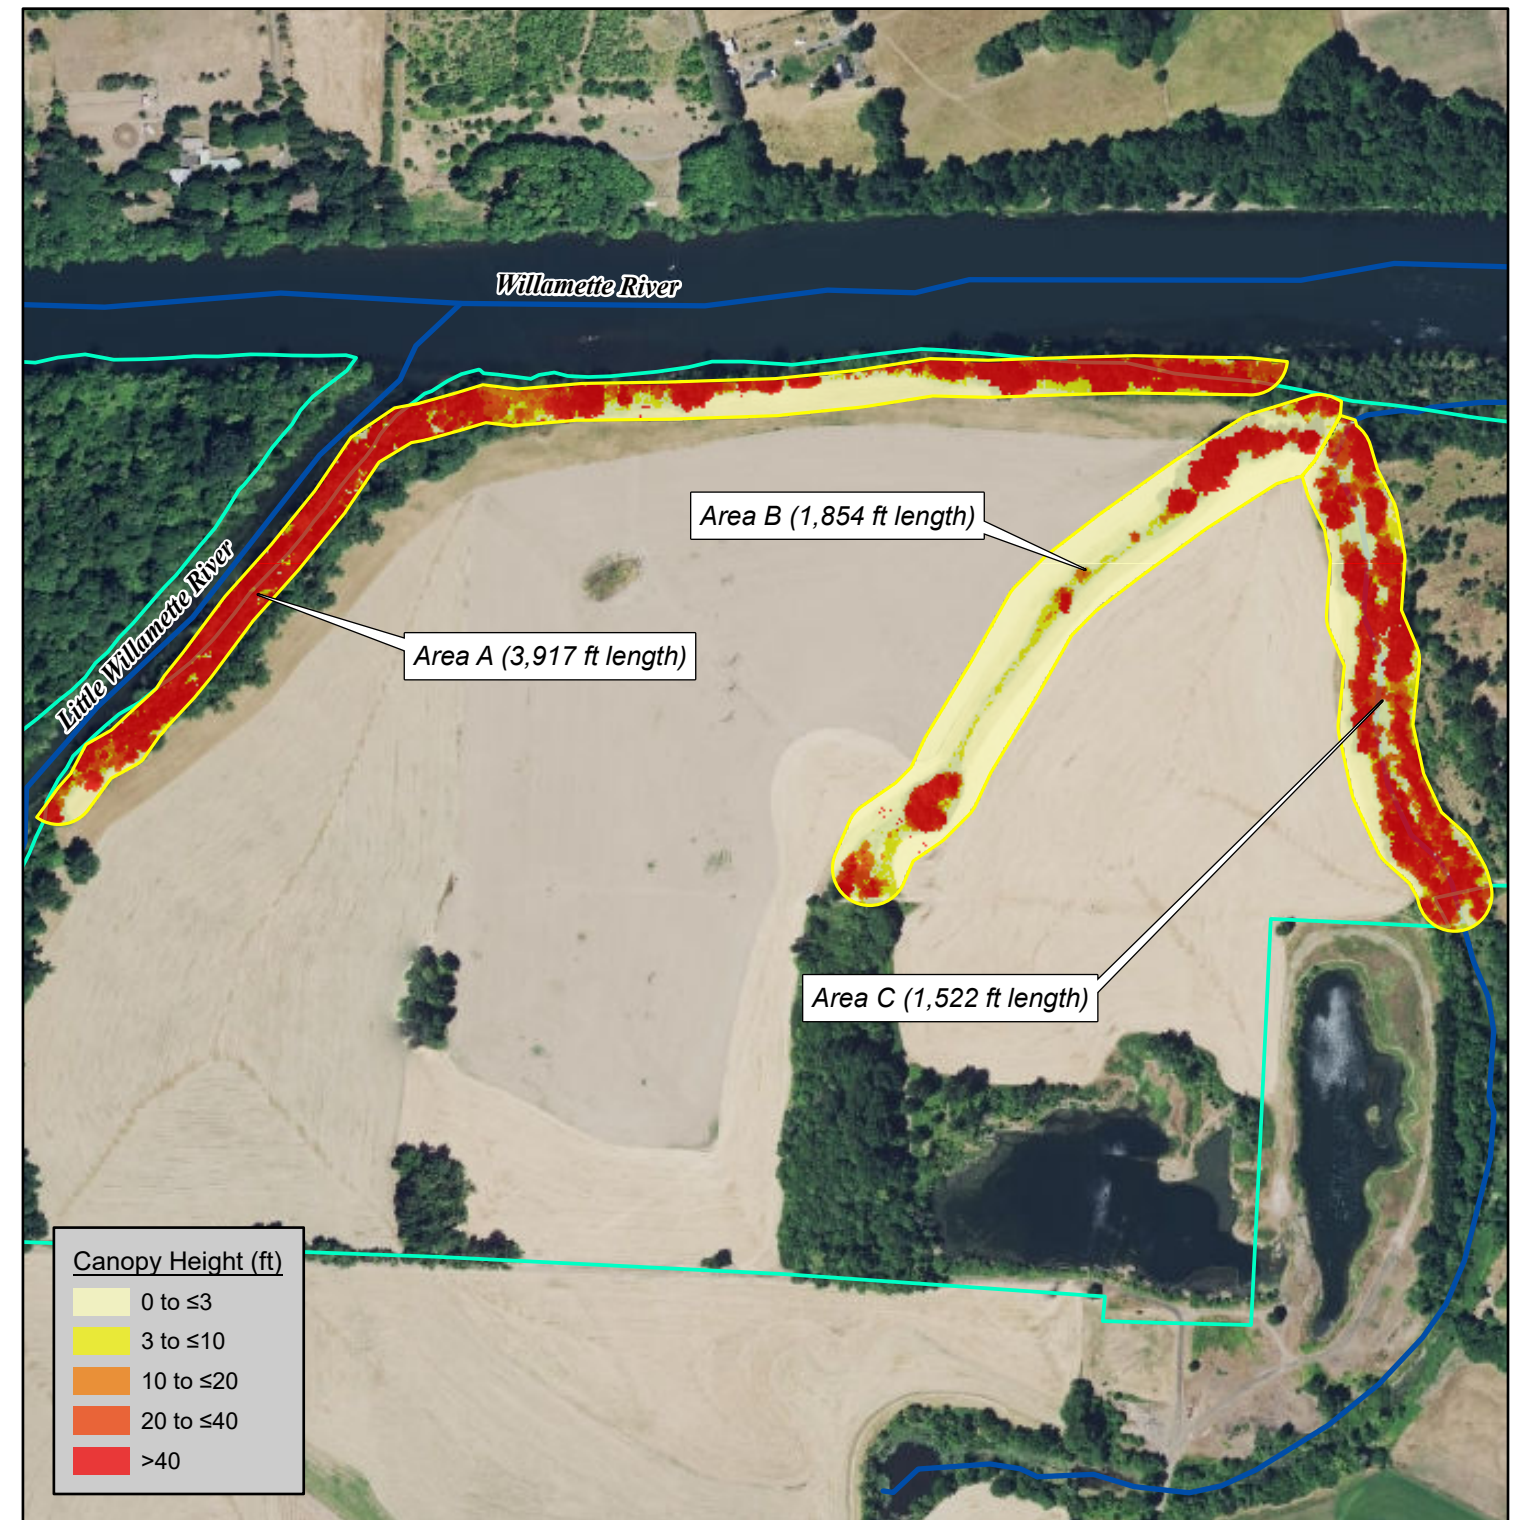 Willamette River
Area B (1,854 ft length)
Little Willamette River
Area A (3,917 ft length)
Area C (1,522 ft length)
Canopy Height (ft)
0 to ≤3
3 to ≤10
10 to ≤20
20 to ≤40
>40